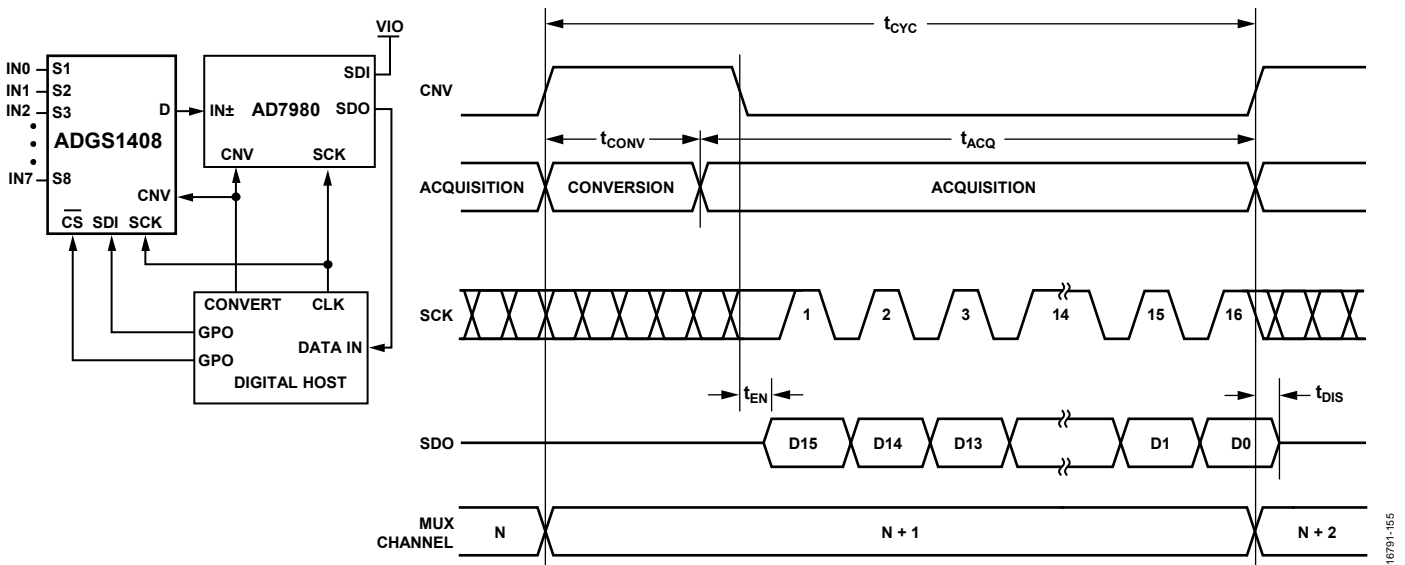 VIO
IN0 S1
IN1 S2
IN2 S3
IN7 S8
D
ADGS1408
CNV
CS SDI SCK
SDI
IN± AD7980 SDO
CNV SCK
CONVERT CLK
GPO
DATA IN
GPO
DIGITAL HOST
tCYC
CNV
tCONV tACQ
ACQUISITION CONVERSION ACQUISITION
SCK 1 2 3 14 15 16
tEN tDIS
SDO D15 D14 D13 D1 D0
MUX
CHANNEL
N N + 1 N + 2
16791-155